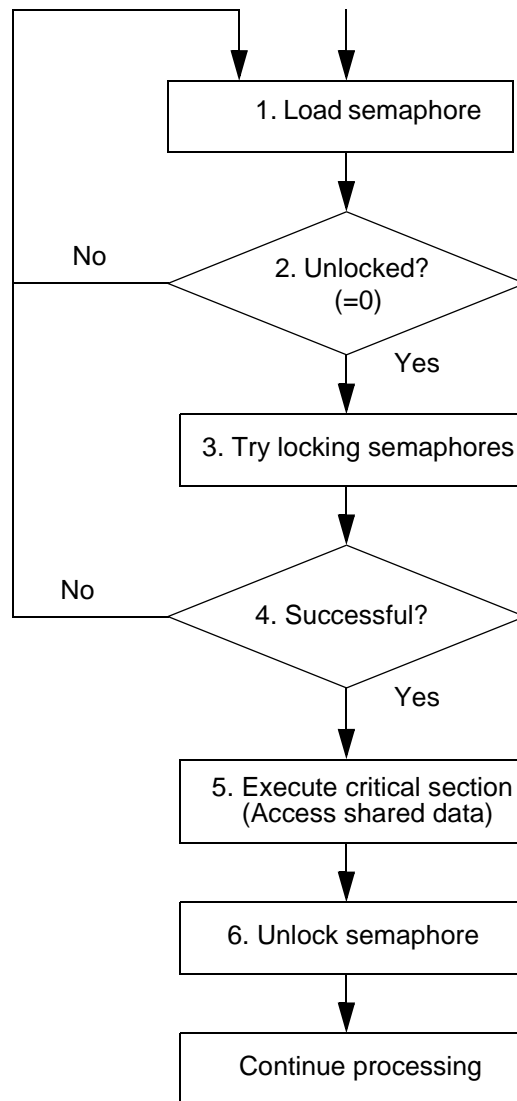 1. Load semaphore
No
2. Unlocked?
(=0)
Yes
3. Try locking semaphores
No
4. Successful?
Yes
5. Execute critical section
(Access shared data)
6. Unlock semaphore
Continue processing